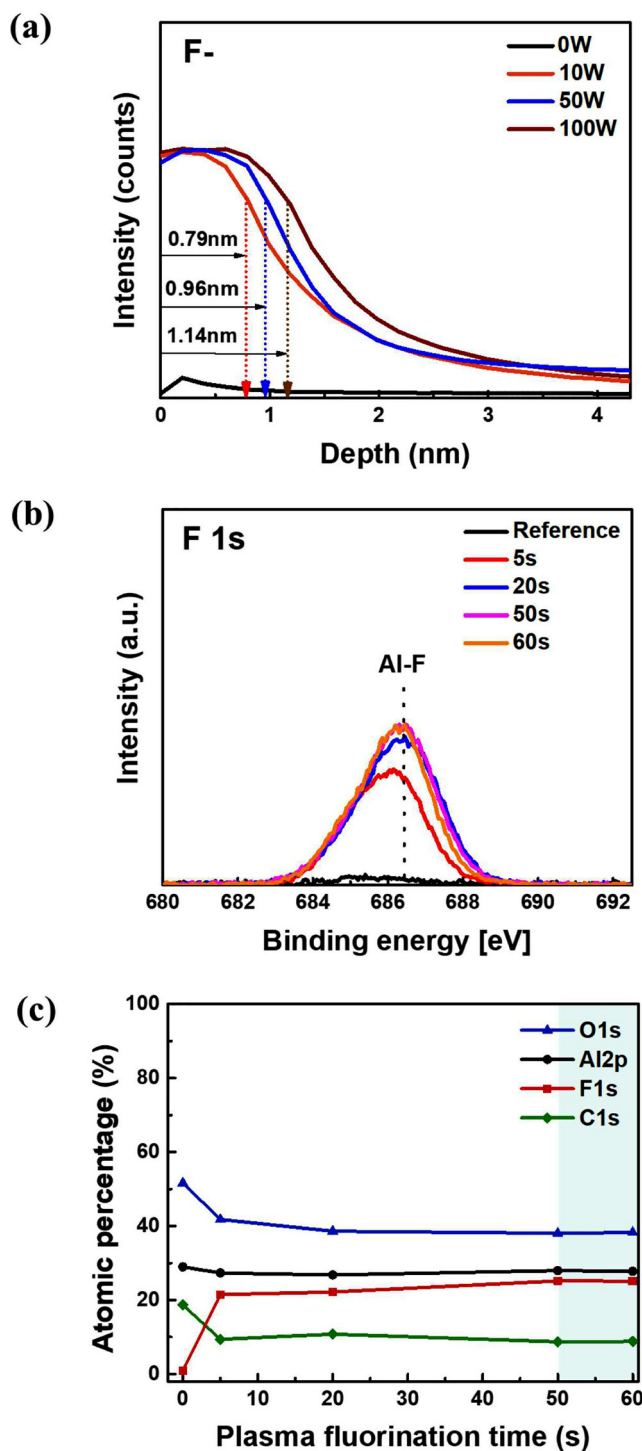 (a)
F-
0W
10W
50W
100W
Intensity (counts)
0.79nm
0.96nm
1.14nm
0 1 2 3 4
Depth (nm)
(b)
F 1s
Reference
5s
20s
50s
60s
Al-F
Intensity (a.u.)
680 682 684 686 688 690 692
Binding energy [eV]
(c)
O1s
Al2p
F1s
C1s
Atomic percentage (%)
100
80
60
40
20
0
0 10 20 30 40 50 60
Plasma fluorination time (s)